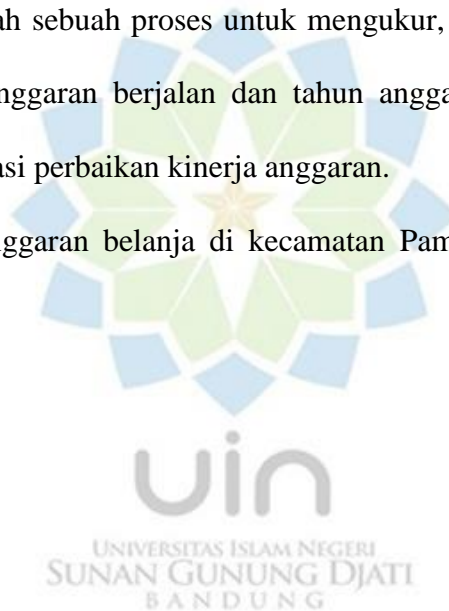 ah sebuah proses untuk mengukur,
nggaran berjalan dan tahun angga
asi perbaikan kinerja anggaran.
nggaran belanja di kecamatan Pam
uin
UNIVERSITAS ISLAM NEGERI
SUNAN GUNUNG DJATI
BANDUNG